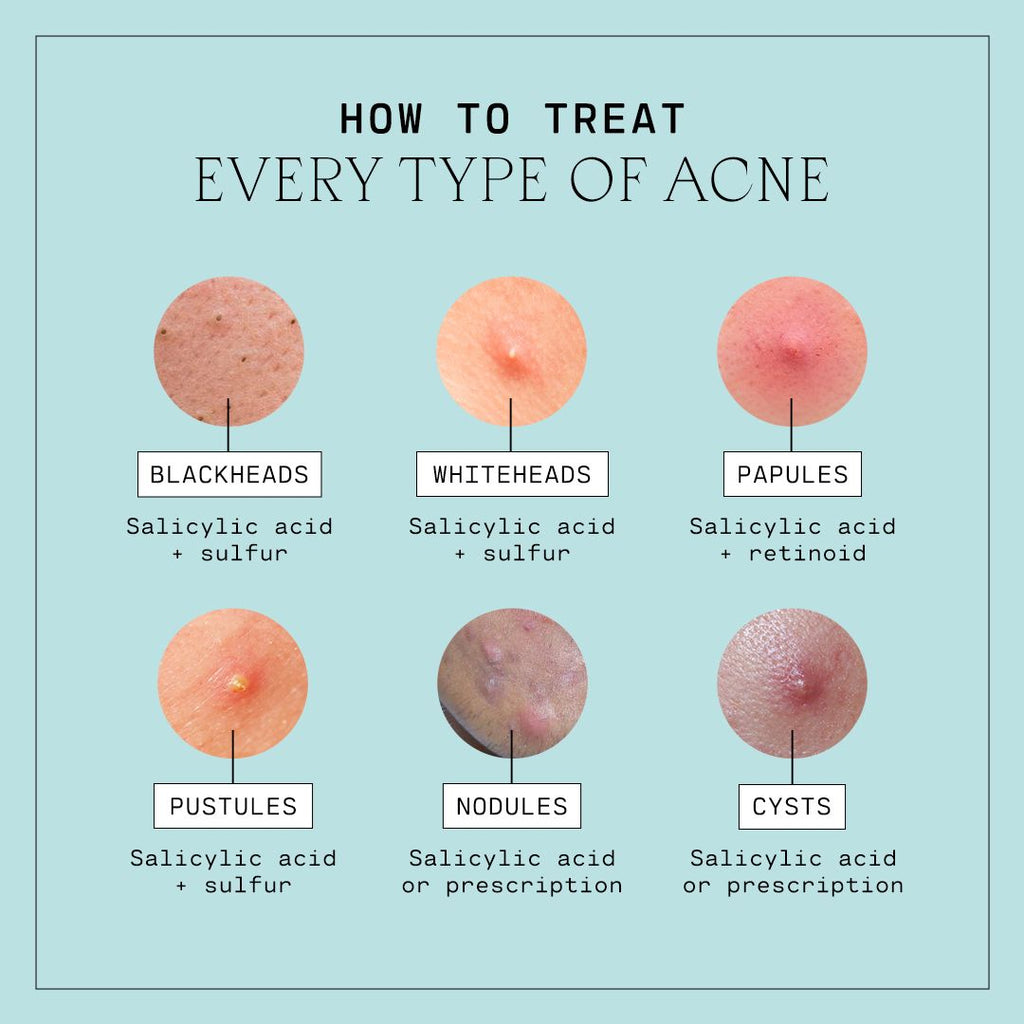 HOW TO TREAT
EVERY TYPE OF ACNE
BLACKHEADS
Salicylic acid
+ sulfur
WHITEHEADS
Salicylic acid
+ sulfur
PAPULES
Salicylic acid
+ retinoid
PUSTULES
Salicylic acid
+ sulfur
NODULES
Salicylic acid
or prescription
CYSTS
Salicylic acid
or prescription